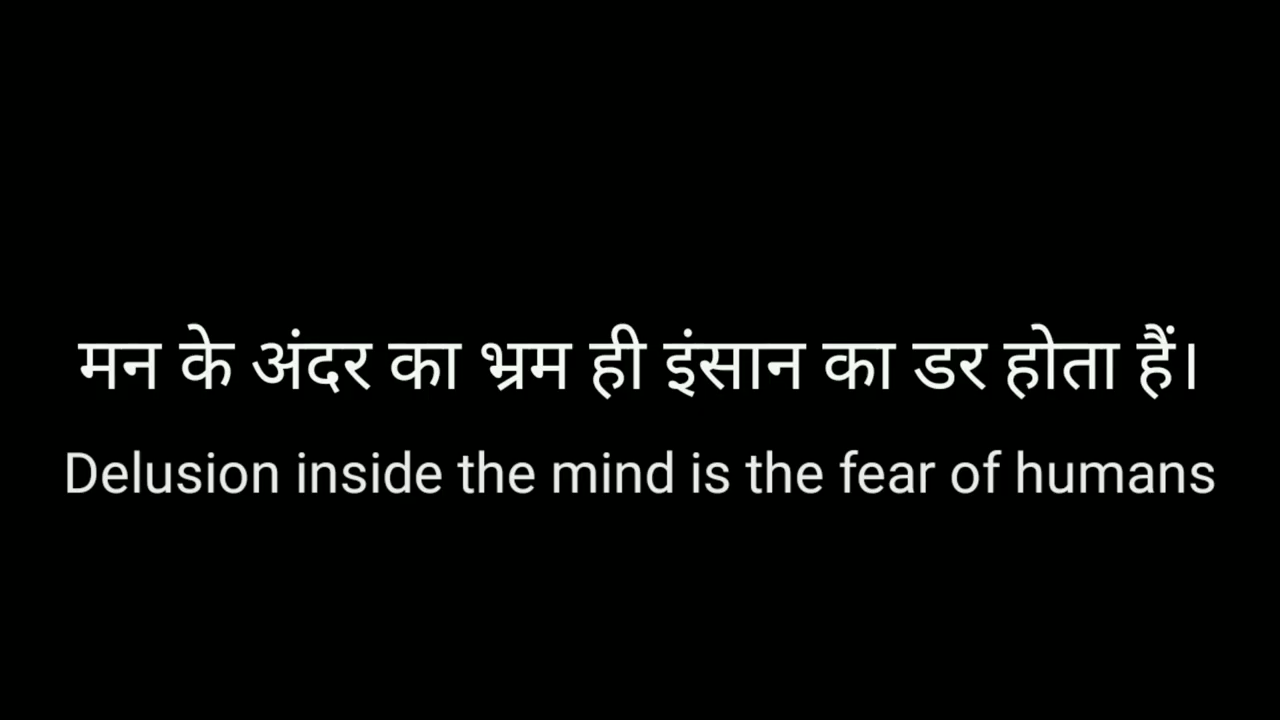 मन के अंदर का भ्रम ही इंसान का डर होता हैं।
Delusion inside the mind is the fear of humans